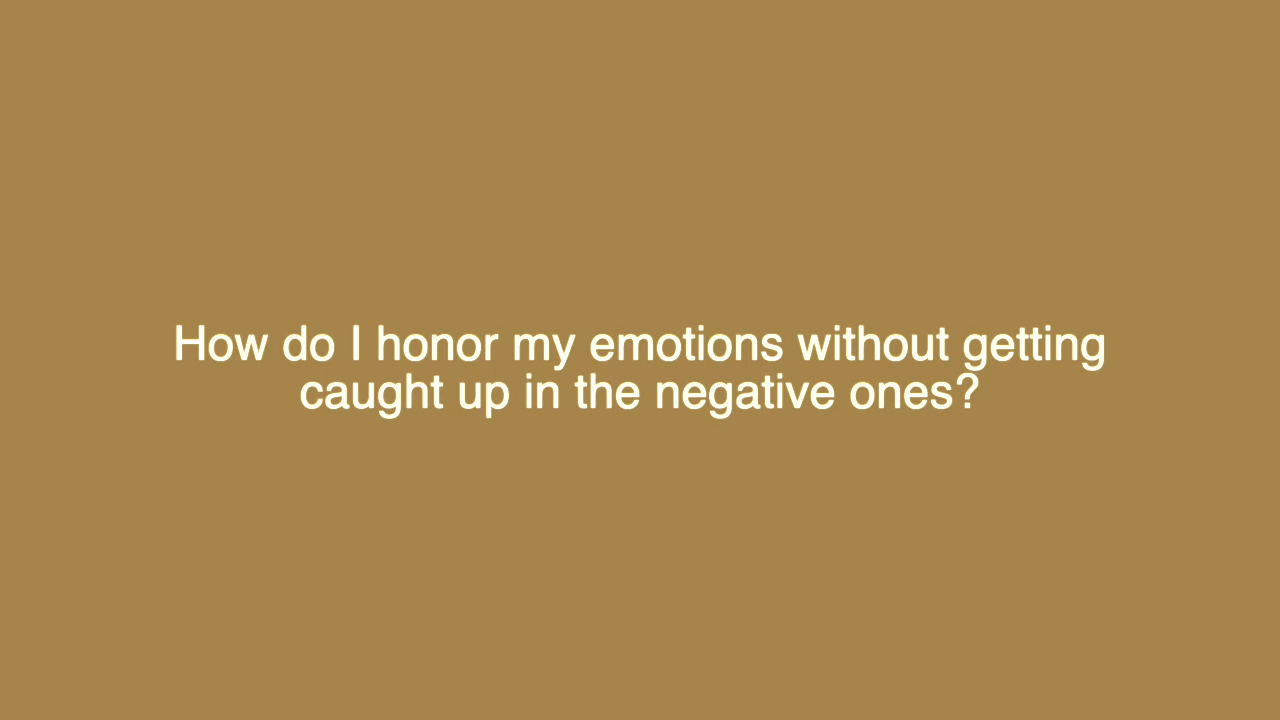 How do I honor my emotions without getting
caught up in the negative ones?